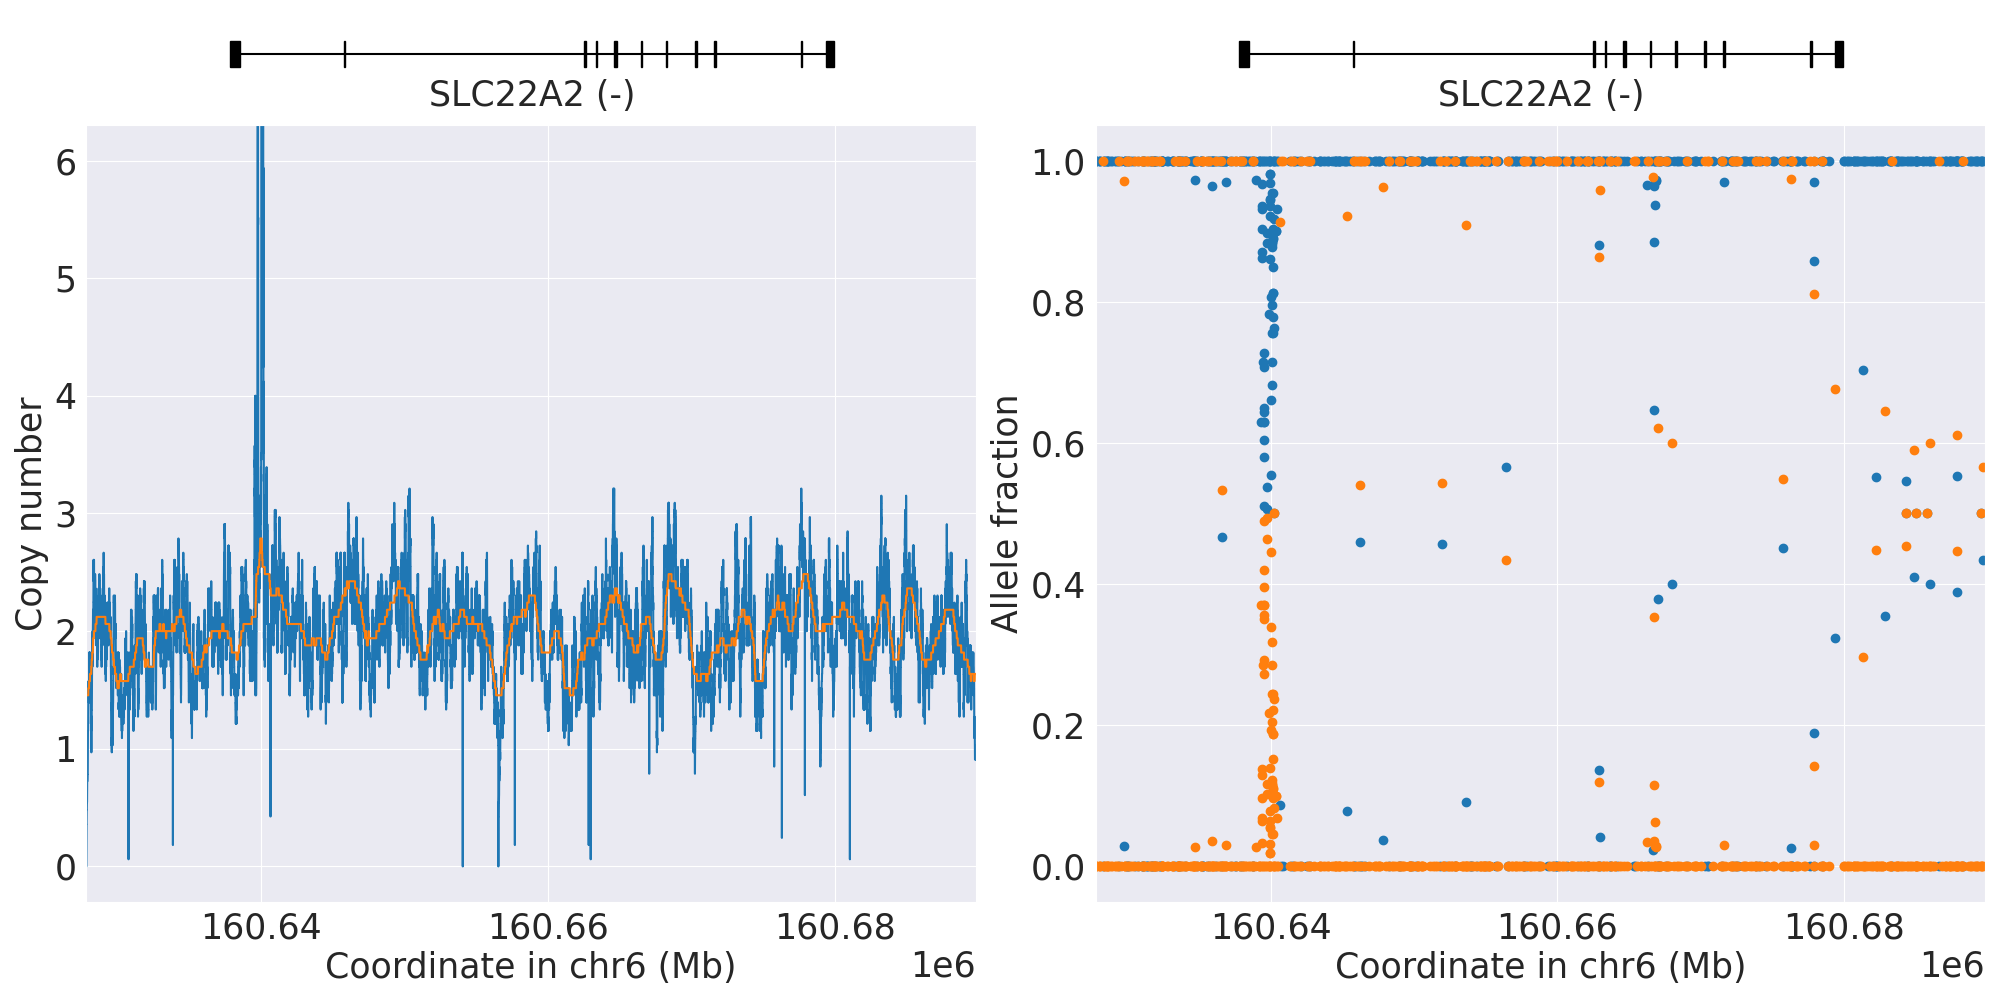 SLC22A2 (-)
6
5
4
3
2
1
0
Copy number
160.64
160.66
160.68
Coordinate in chr6 (Mb)
1e6
SLC22A2 (-)
1.0
0.8
0.6
0.4
0.2
0.0
Allele fraction
160.64
160.66
160.68
Coordinate in chr6 (Mb)
1e6